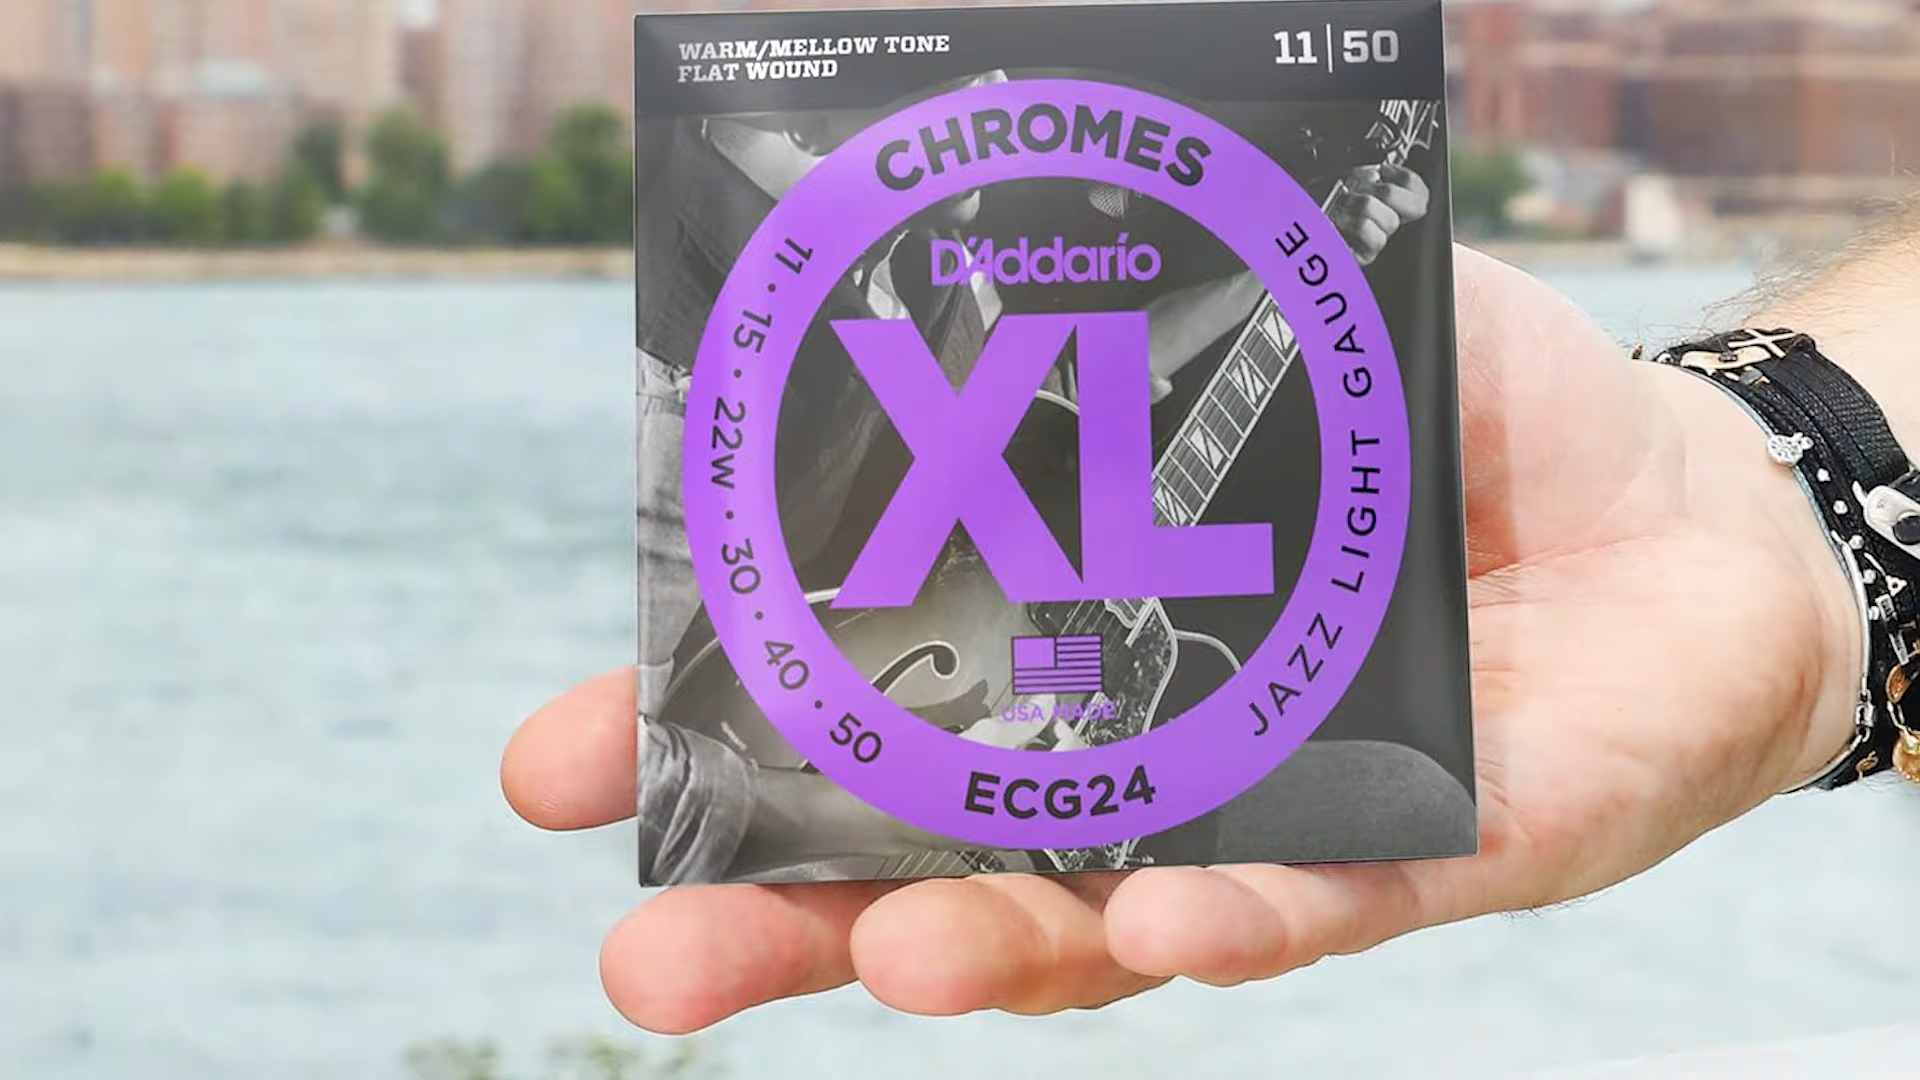 WARM/MELLOW TONE
FLAT WOUND
11|50
CHROMES
D'Addario
XL
11 · 15 · 22w · 30 · 40 · 50
JAZZ LIGHT GAUGE
USA MADE
ECG24